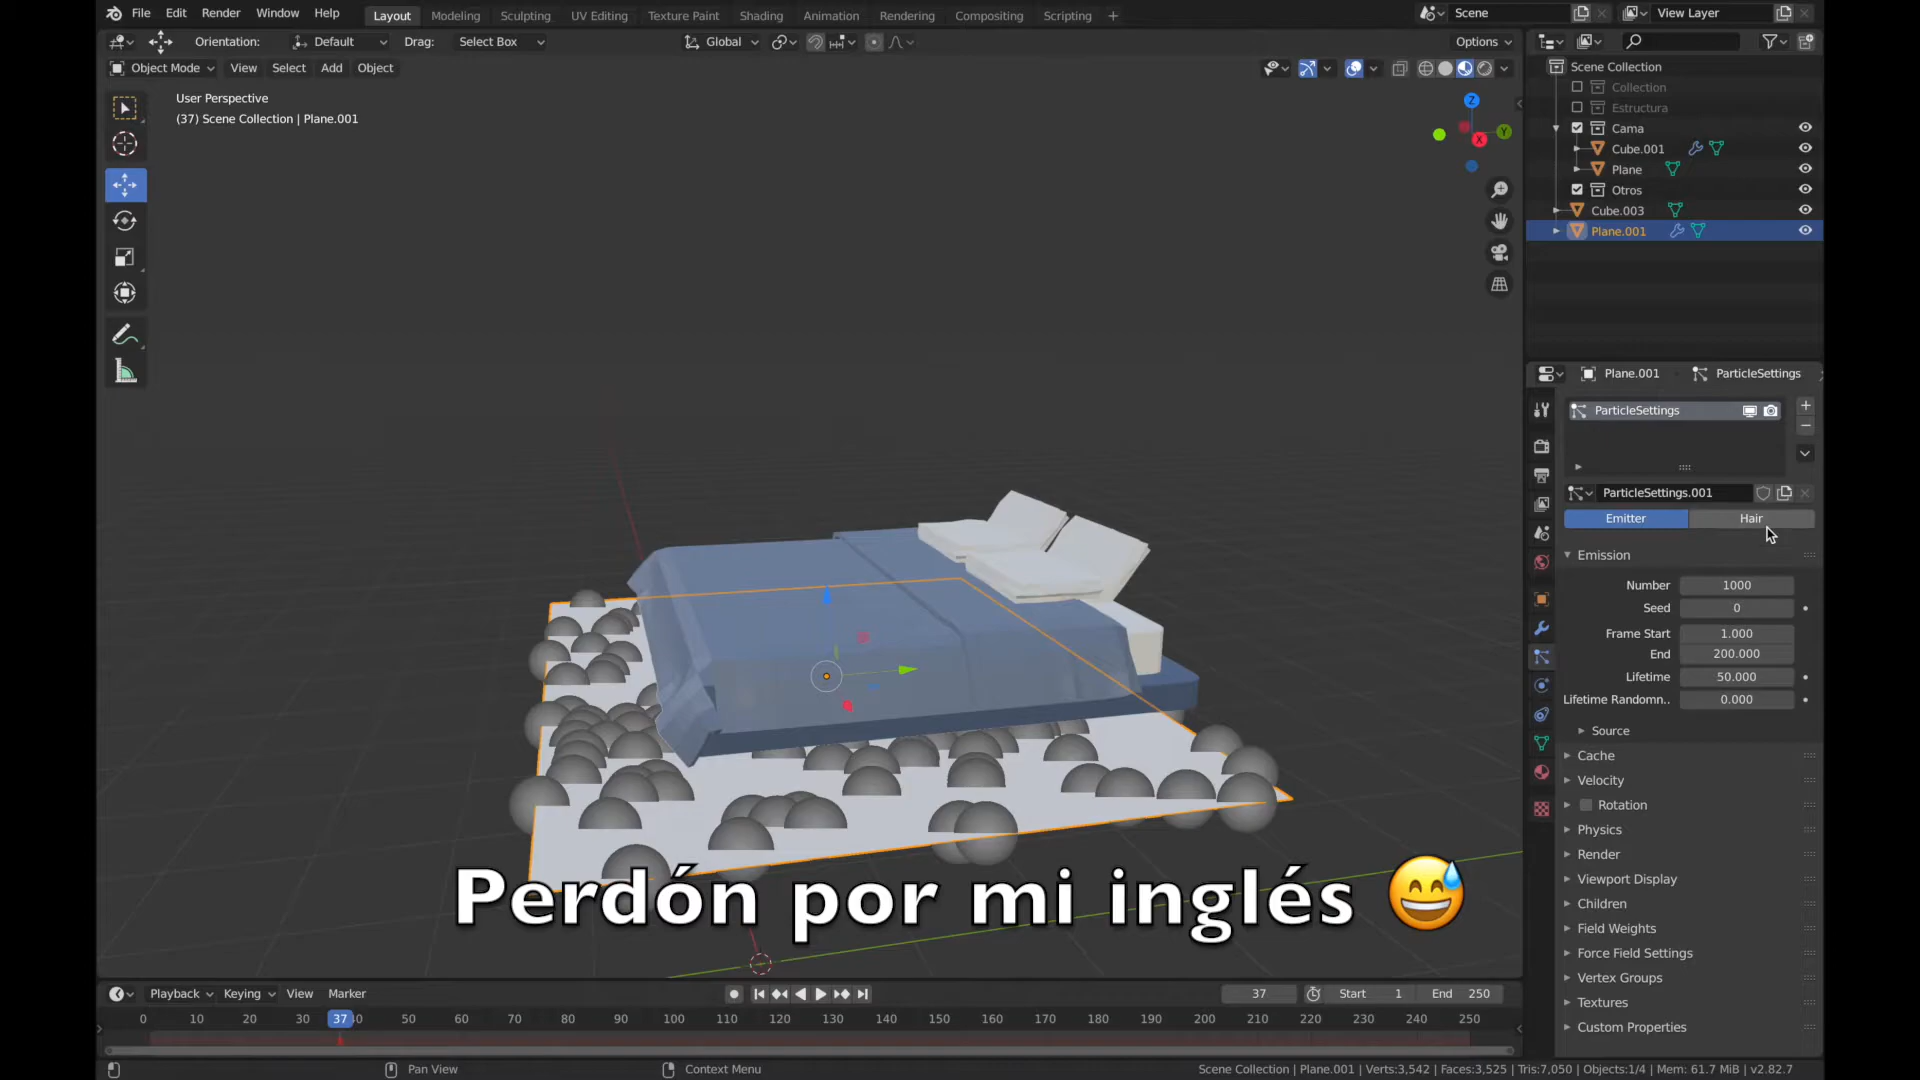 File Edit Render Window Help Layout Modeling Sculpting UV Editing Texture Paint Shading Animation Rendering Compositing Scripting Scene View Layer
Orientation: Default Drag: Select Box Global Options
Object Mode View Select Add Object
User Perspective
(37) Scene Collection | Plane.001
Z
Y
X
Scene Collection
Collection
Estructura
Cama
Cube.001
Plane
Otros
Cube.003
Plane.001
Plane.001 ParticleSettings
ParticleSettings
ParticleSettings.001
Emitter Hair
Emission
Number 1000
Seed 0
Frame Start 1.000
End 200.000
Lifetime 50.000
Lifetime Randomn.. 0.000
Source
Cache
Velocity
Rotation
Physics
Render
Viewport Display
Children
Field Weights
Force Field Settings
Vertex Groups
Textures
Custom Properties
Perdón por mi inglés 😅
Playback Keying View Marker 37 Start 1 End 250
0 10 20 30 37 50 60 70 80 90 100 110 120 130 140 150 160 170 180 190 200 210 220 230 240 250
Pan View Context Menu Scene Collection | Plane.001 | Verts:3,542 | Faces:3,525 | Tris:7,050 | Objects:1/4 | Mem: 61.7 MiB | v2.82.7